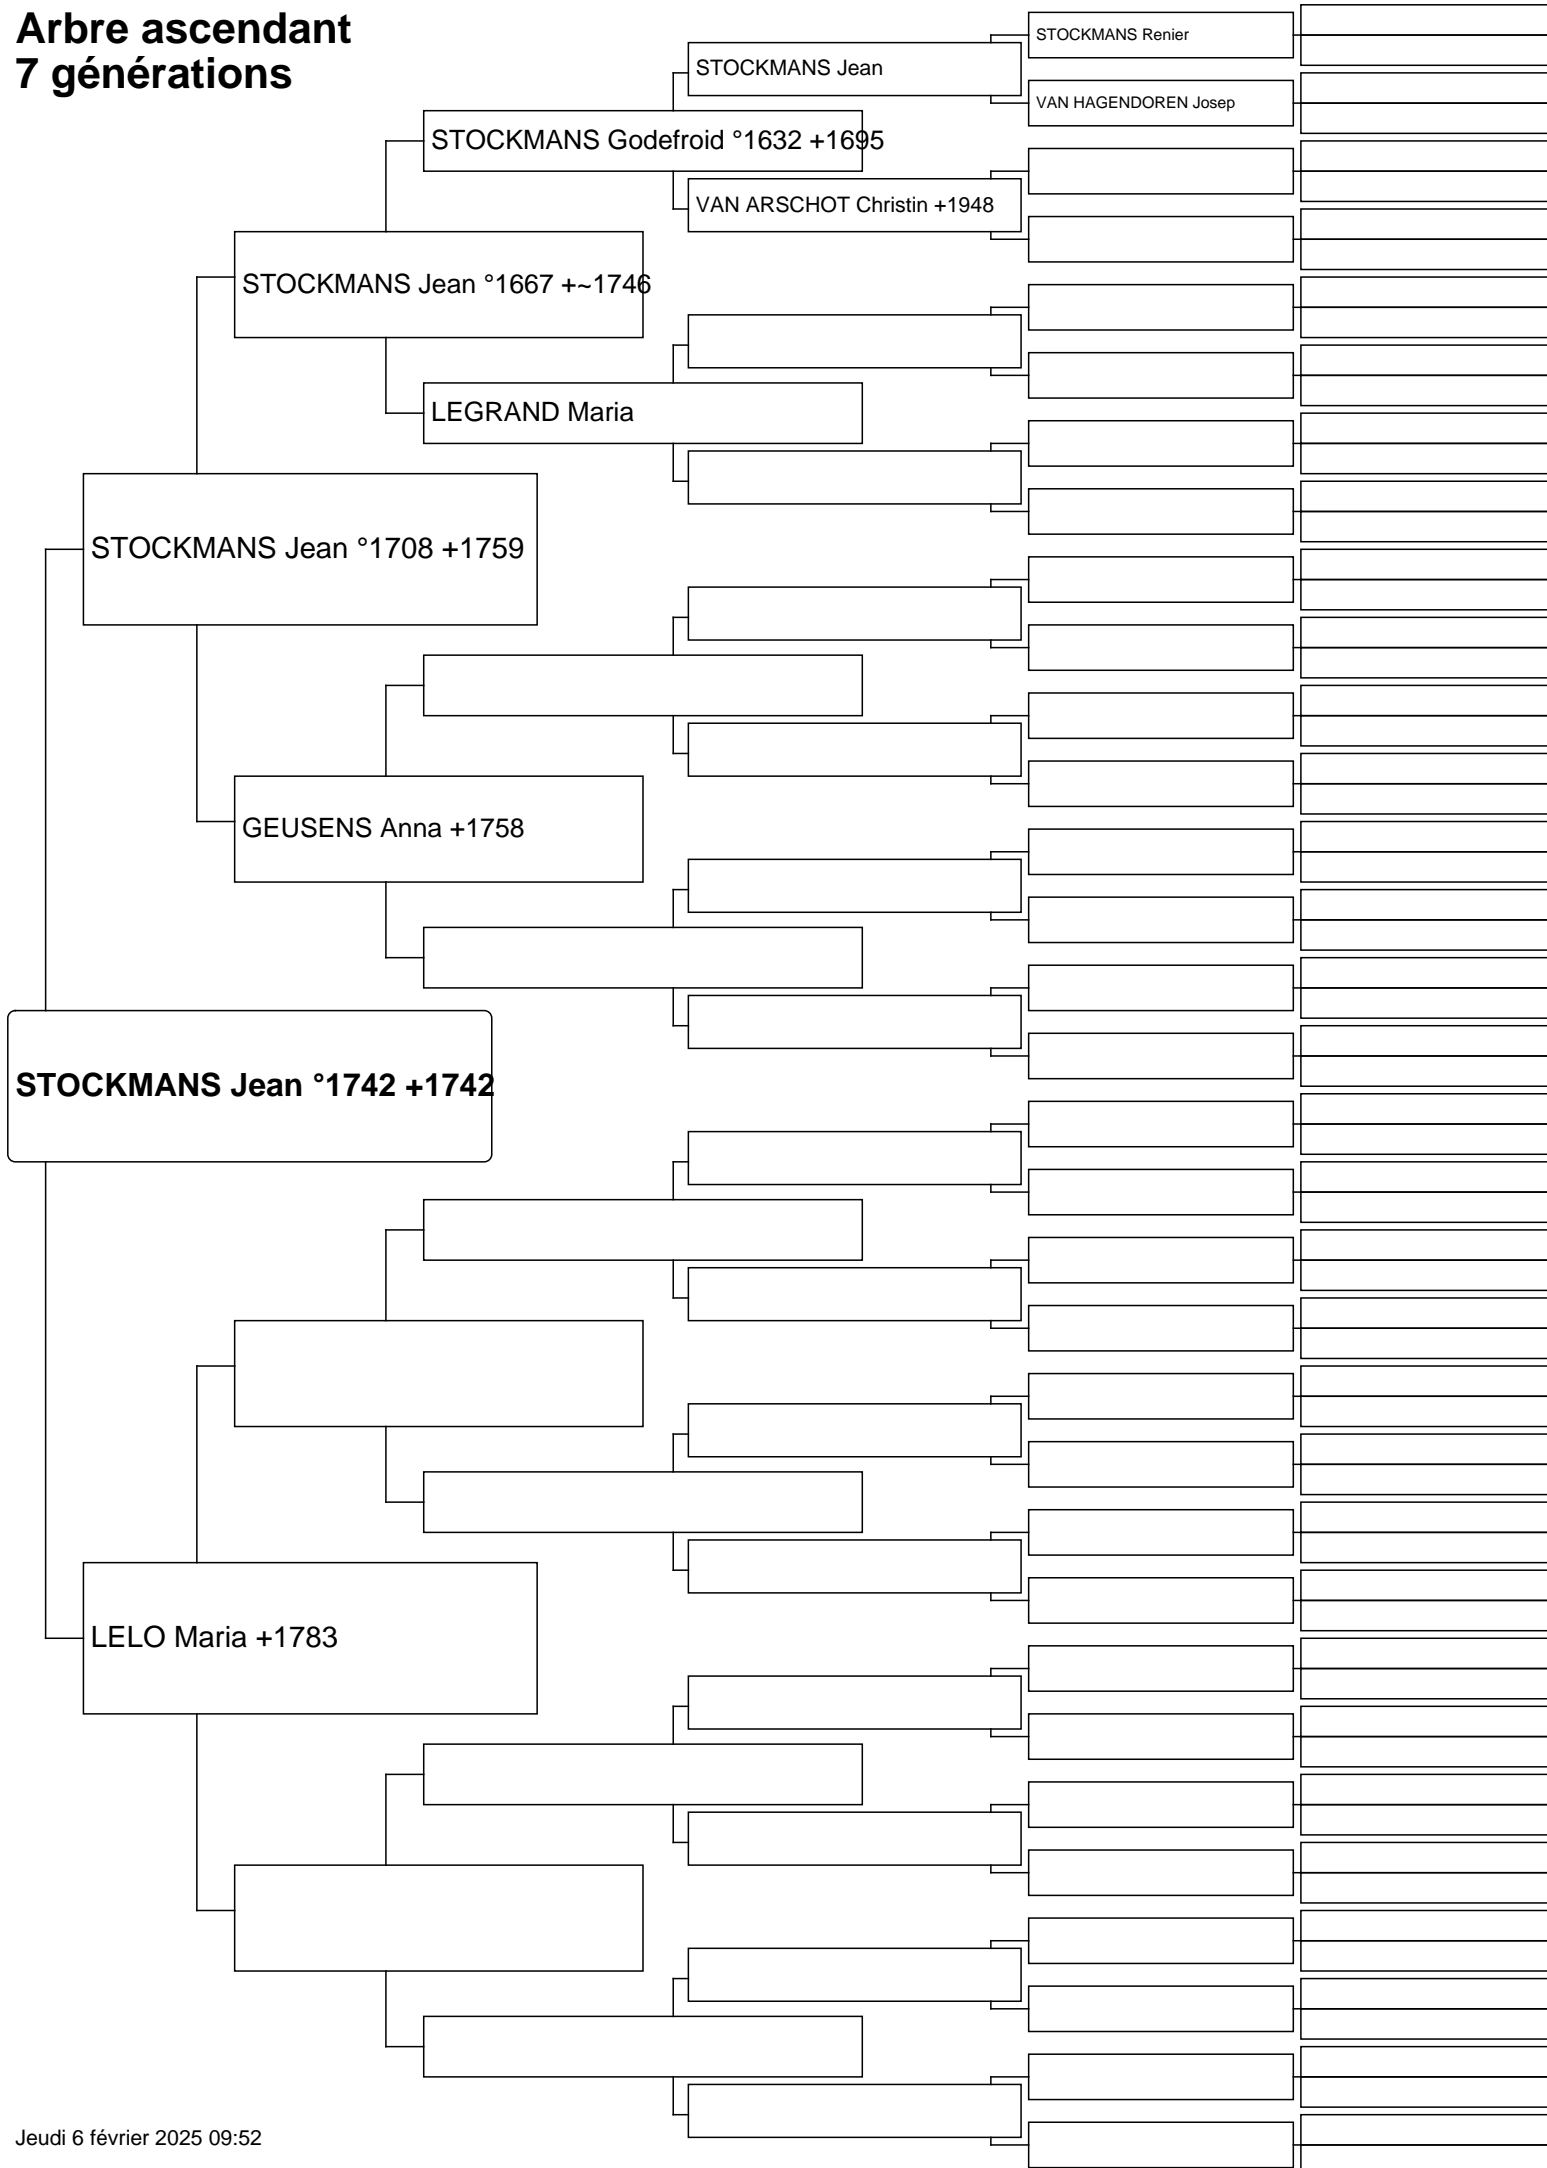 Arbre ascendant
7 générations
STOCKMANS Renier
STOCKMANS Jean
VAN HAGENDOREN Josep
STOCKMANS Godefroid °1632 +1695
VAN ARSCHOT Christin +1948
STOCKMANS Jean °1667 +~1746
LEGRAND Maria
STOCKMANS Jean °1708 +1759
GEUSENS Anna +1758
STOCKMANS Jean °1742 +1742
LELO Maria +1783
Jeudi 6 février 2025 09:52